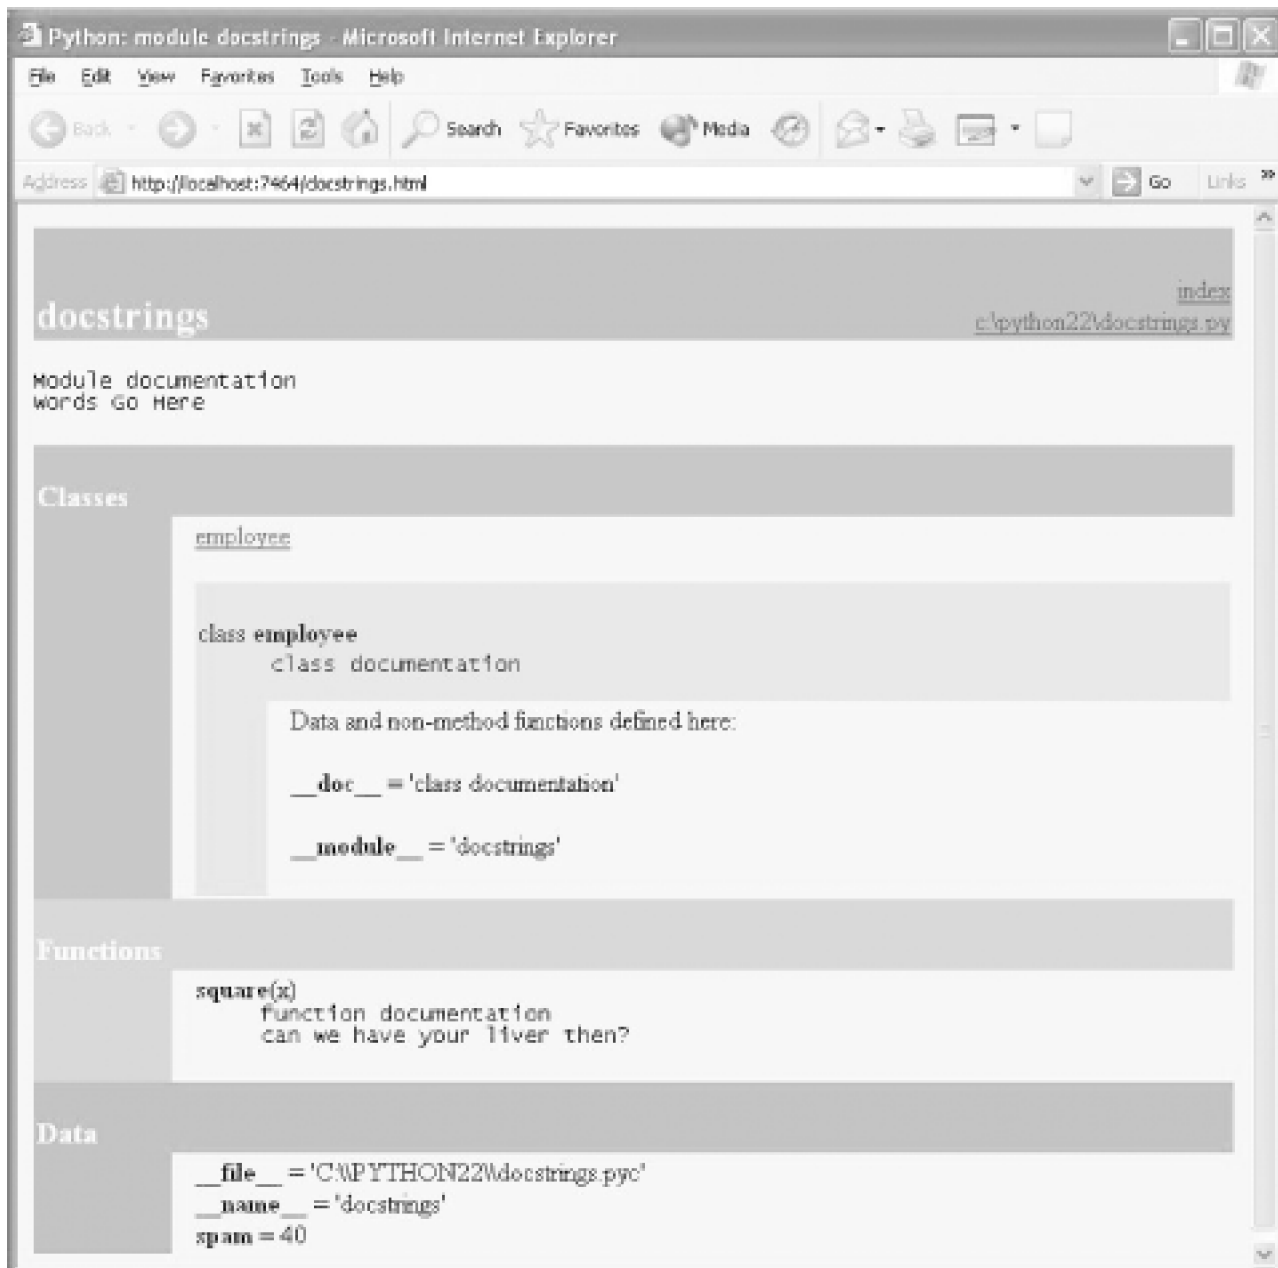 Python: module docstrings - Microsoft Internet Explorer
File Edit View Favorites Tools Help
Back Search Favorites Media
Address http://localhost:7464/docstrings.html Go Links »
index
docstrings c:\python22\docstrings.py
Module documentation
Words Go Here
Classes
employee
class employee
class documentation
Data and non-method functions defined here:
__doc__ = 'class documentation'
__module__ = 'docstrings'
Functions
square(x)
function documentation
can we have your liver then?
Data
__file__ = 'C:\\PYTHON22\\docstrings.pyc'
__name__ = 'docstrings'
spam = 40